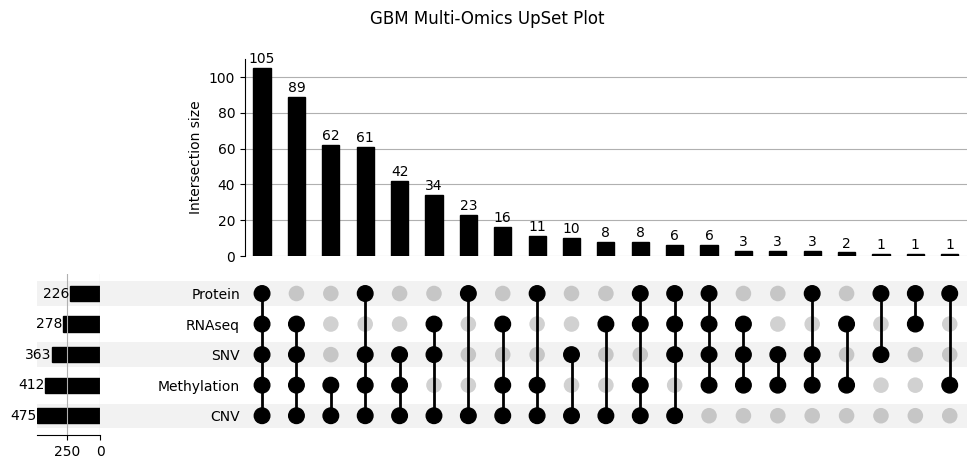 GBM Multi-Omics UpSet Plot
Intersection size
100
80
60
40
20
0
105 89 62 61 42 34 23 16 11 10 8 8 6 6 3 3 3 2 1 1 1
226 Protein
278 RNAseq
363 SNV
412 Methylation
475 CNV
250 0